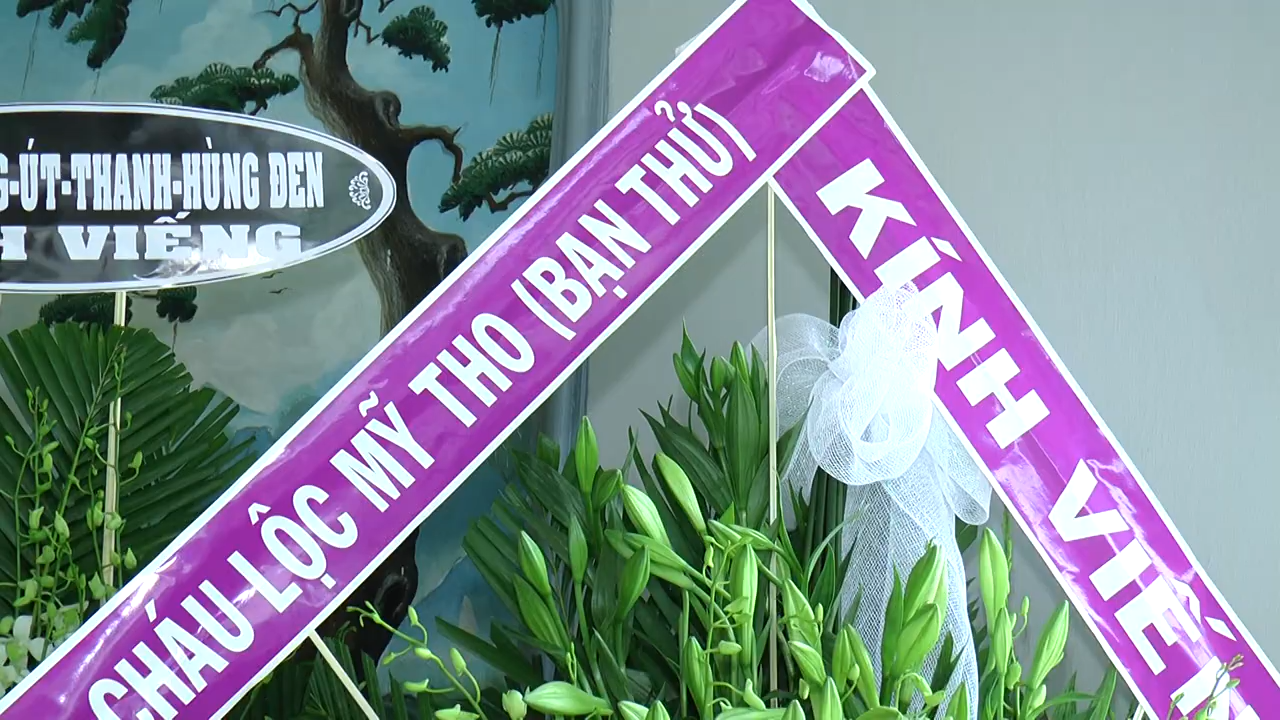 -ÚT-THANH-HÙNG ĐEN
VIẾNG
CHÁU LỘC MỸ THO (BẠN THỬ)
KÍNH VIẾ